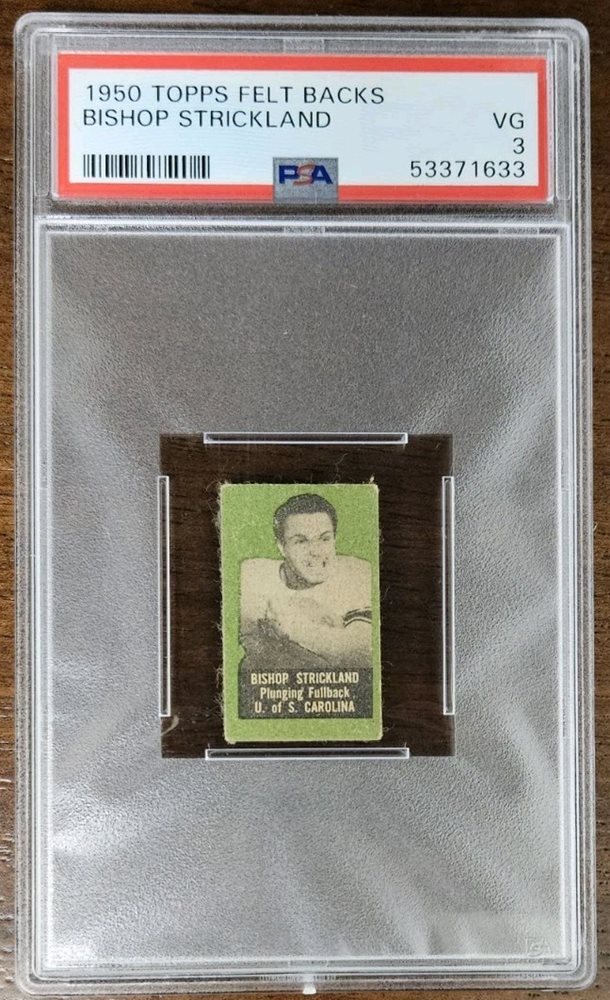 1950 TOPPS FELT BACKS
BISHOP STRICKLAND
VG
3
PSA
53371633
BISHOP STRICKLAND
Plunging Fullback
U. of S. CAROLINA